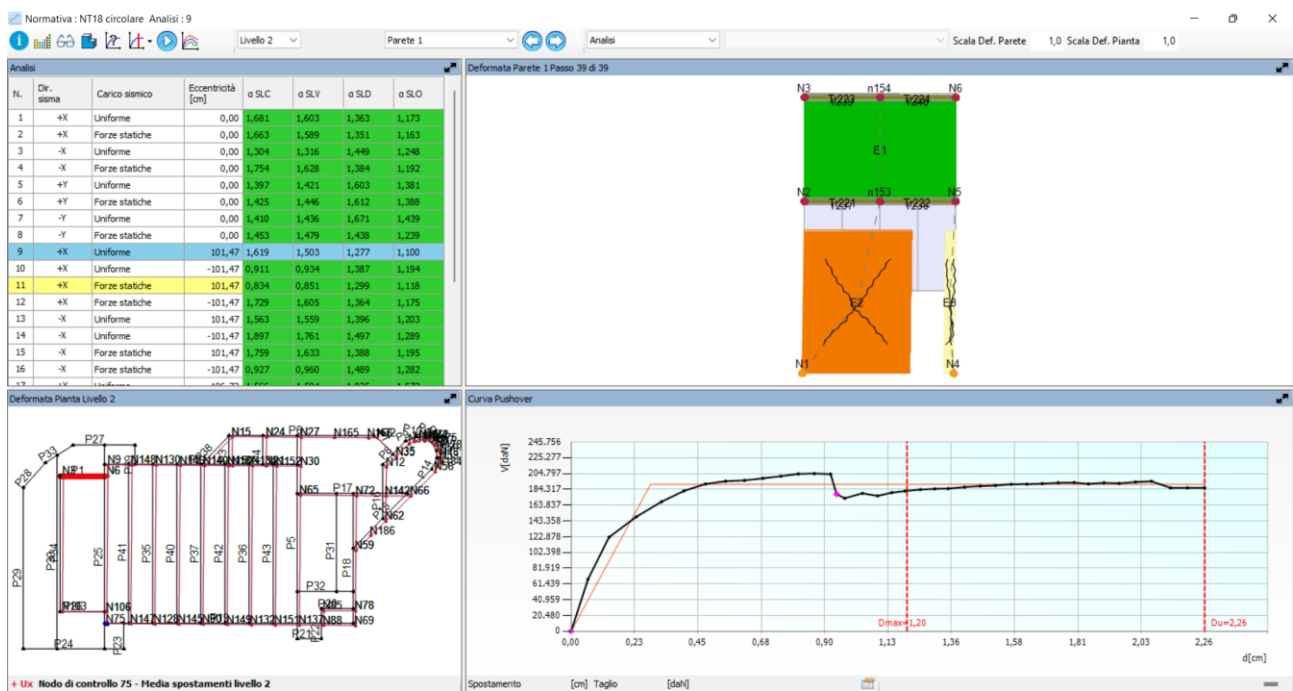 Normativa : NT18 circolare Analisi : 9
Livello 2 Parete 1 Analisi Scala Def. Parete 1,0 Scala Def. Pianta 1,0
Analisi
N. Dir. sisma Carico sismico Eccentricità [cm] α SLC α SLV α SLD α SLO
1 +X Uniforme 0,00 1,681 1,603 1,363 1,173
2 +X Forze statiche 0,00 1,663 1,589 1,351 1,163
3 -X Uniforme 0,00 1,304 1,316 1,449 1,248
4 -X Forze statiche 0,00 1,754 1,628 1,384 1,192
5 +Y Uniforme 0,00 1,397 1,421 1,603 1,381
6 +Y Forze statiche 0,00 1,425 1,446 1,612 1,388
7 -Y Uniforme 0,00 1,410 1,436 1,671 1,439
8 -Y Forze statiche 0,00 1,453 1,479 1,438 1,239
9 +X Uniforme 101,47 1,619 1,503 1,277 1,100
10 +X Uniforme -101,47 0,911 0,934 1,387 1,194
11 +X Forze statiche 101,47 0,834 0,851 1,299 1,118
12 +X Forze statiche -101,47 1,729 1,605 1,364 1,175
13 -X Uniforme 101,47 1,563 1,559 1,396 1,203
14 -X Uniforme -101,47 1,897 1,761 1,497 1,289
15 -X Forze statiche 101,47 1,759 1,633 1,388 1,195
16 -X Forze statiche -101,47 0,927 0,960 1,489 1,282
Deformata Parete 1 Passo 39 di 39
N3 n154 N6
E1
N2 n153 N5
E2 E3
N1 N4
Deformata Pianta Livello 2
P27 N15 N24 P6 N27 N165
P33 N9 N6 N148 N130 N30 N35 N12
P28 P1 P14
N65 P17 N72 N142 N66
N62
N186
N59
P29 P25 P41 P35 P40 P37 P42 P36 P43 P5 P31 P18
P32
N106 N78
N75 N147 N128 N149 N132 N151 N137 N88 N69
P24 P23 P21 P22
+ Ux Nodo di controllo 75 - Media spostamenti livello 2
Curva Pushover
V[daN]
245.756
225.277
204.797
184.317
163.837
143.358
122.878
102.398
81.919
61.439
40.959
20.480
0
Dmax=1,20 Du=2,26
0,00 0,23 0,45 0,68 0,90 1,13 1,36 1,58 1,81 2,03 2,26
d[cm]
Spostamento [cm] Taglio [daN]